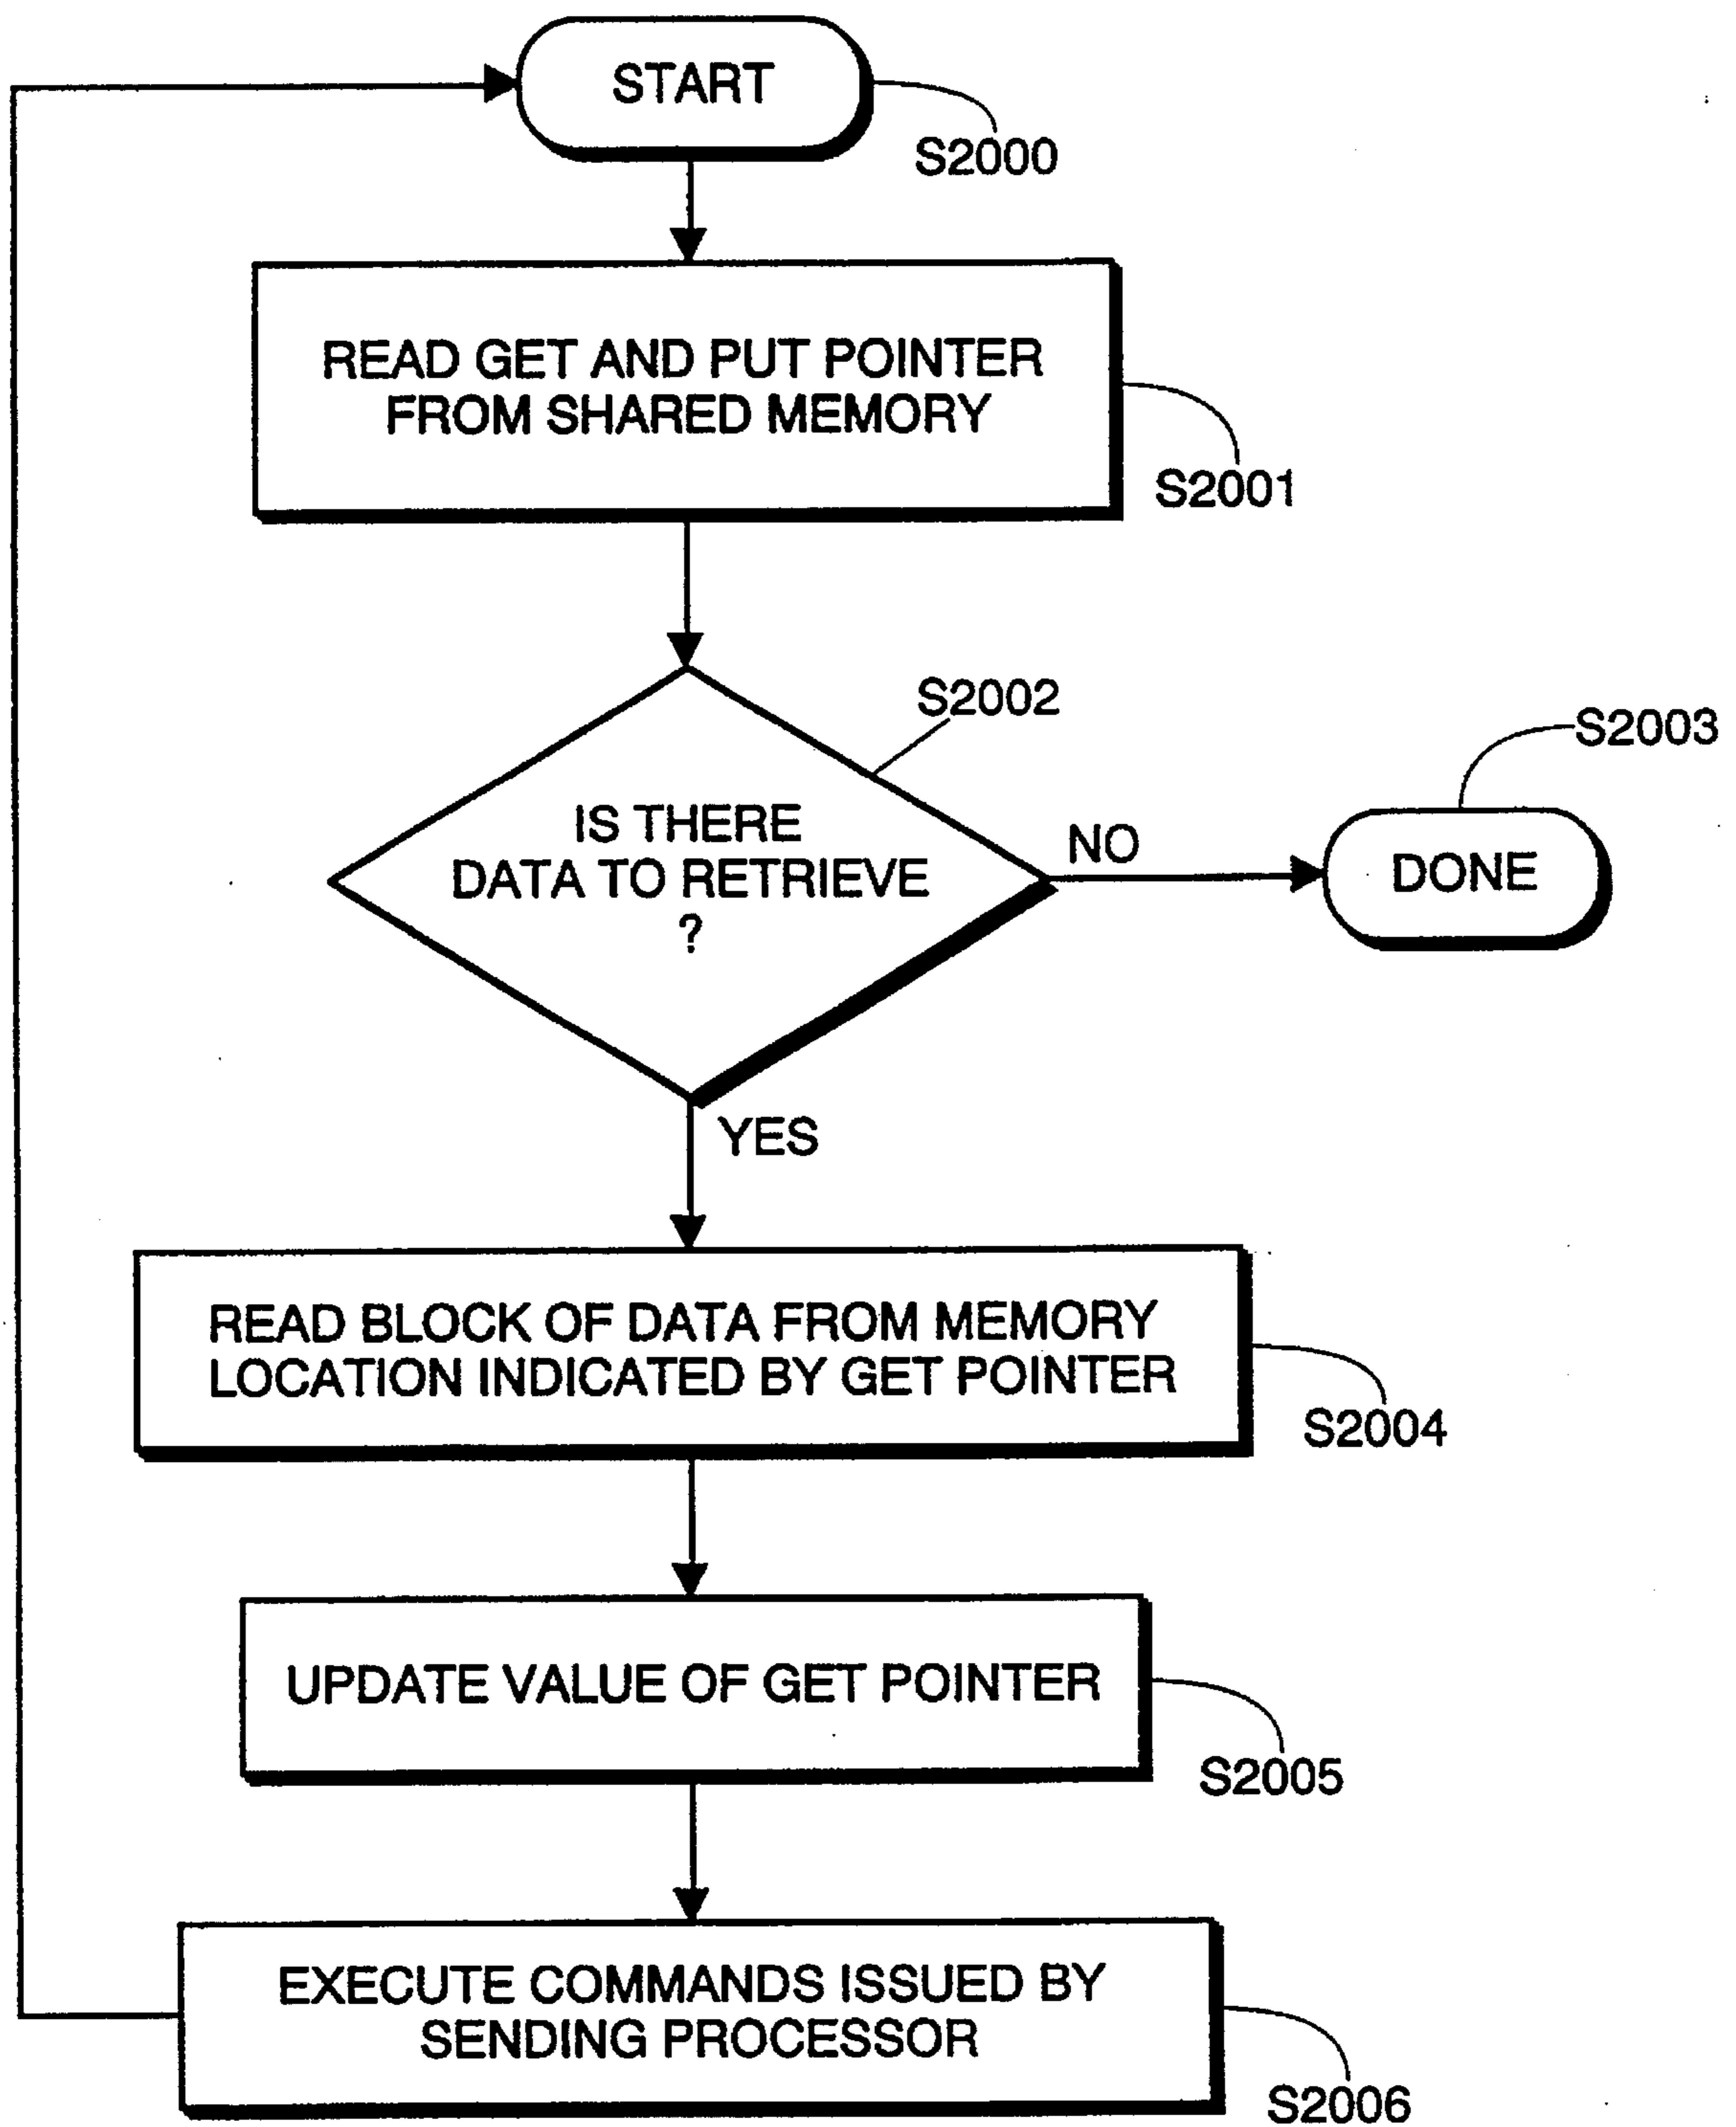 START
S2000
READ GET AND PUT POINTER
FROM SHARED MEMORY
S2001
S2002
S2003
IS THERE
DATA TO RETRIEVE
?
NO
DONE
YES
READ BLOCK OF DATA FROM MEMORY
LOCATION INDICATED BY GET POINTER
S2004
UPDATE VALUE OF GET POINTER
S2005
EXECUTE COMMANDS ISSUED BY
SENDING PROCESSOR
S2006